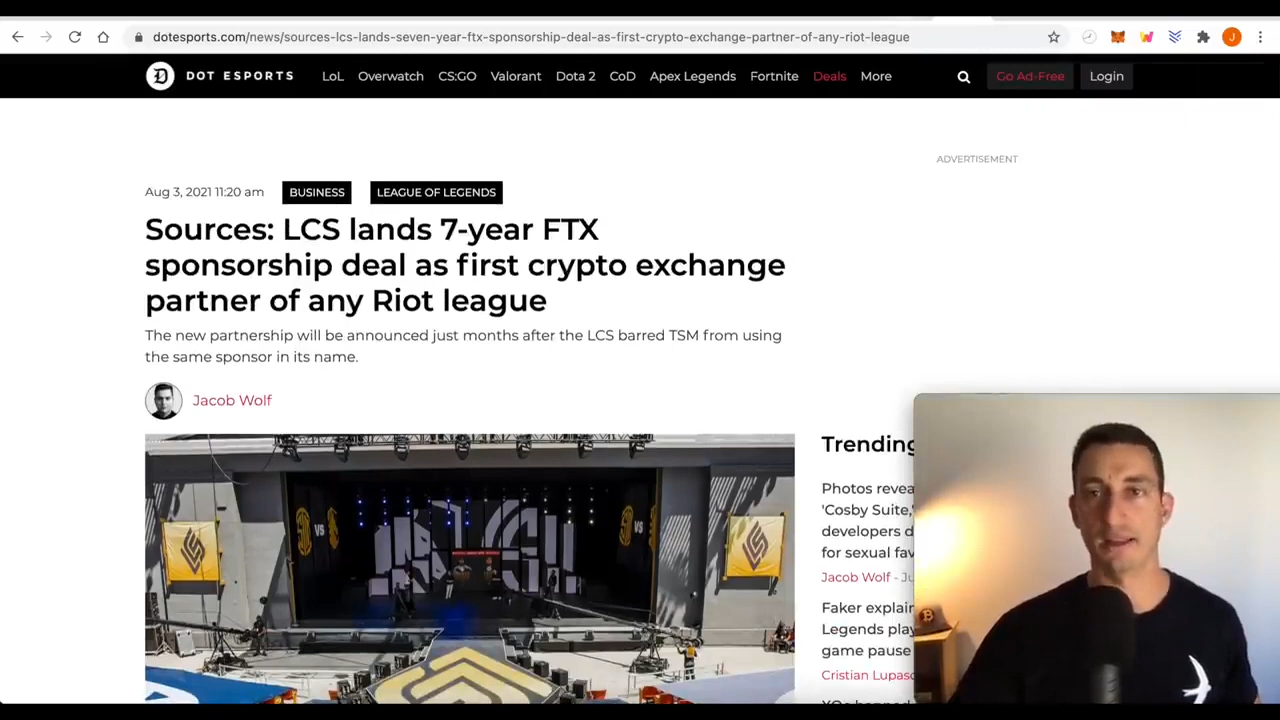 dotesports.com/news/sources-lcs-lands-seven-year-ftx-sponsorship-deal-as-first-crypto-exchange-partner-of-any-riot-league
DOT ESPORTS LoL Overwatch CS:GO Valorant Dota 2 CoD Apex Legends Fortnite Deals More Go Ad-Free Login
ADVERTISEMENT
Aug 3, 2021 11:20 am BUSINESS LEAGUE OF LEGENDS
Sources: LCS lands 7-year FTX
sponsorship deal as first crypto exchange
partner of any Riot league
The new partnership will be announced just months after the LCS barred TSM from using
the same sponsor in its name.
Jacob Wolf
VS
VS
Trending
Photos revea
'Cosby Suite,'
developers d
for sexual fav
Jacob Wolf - Ju
Faker explain
Legends play
game pause
Cristian Lupasc